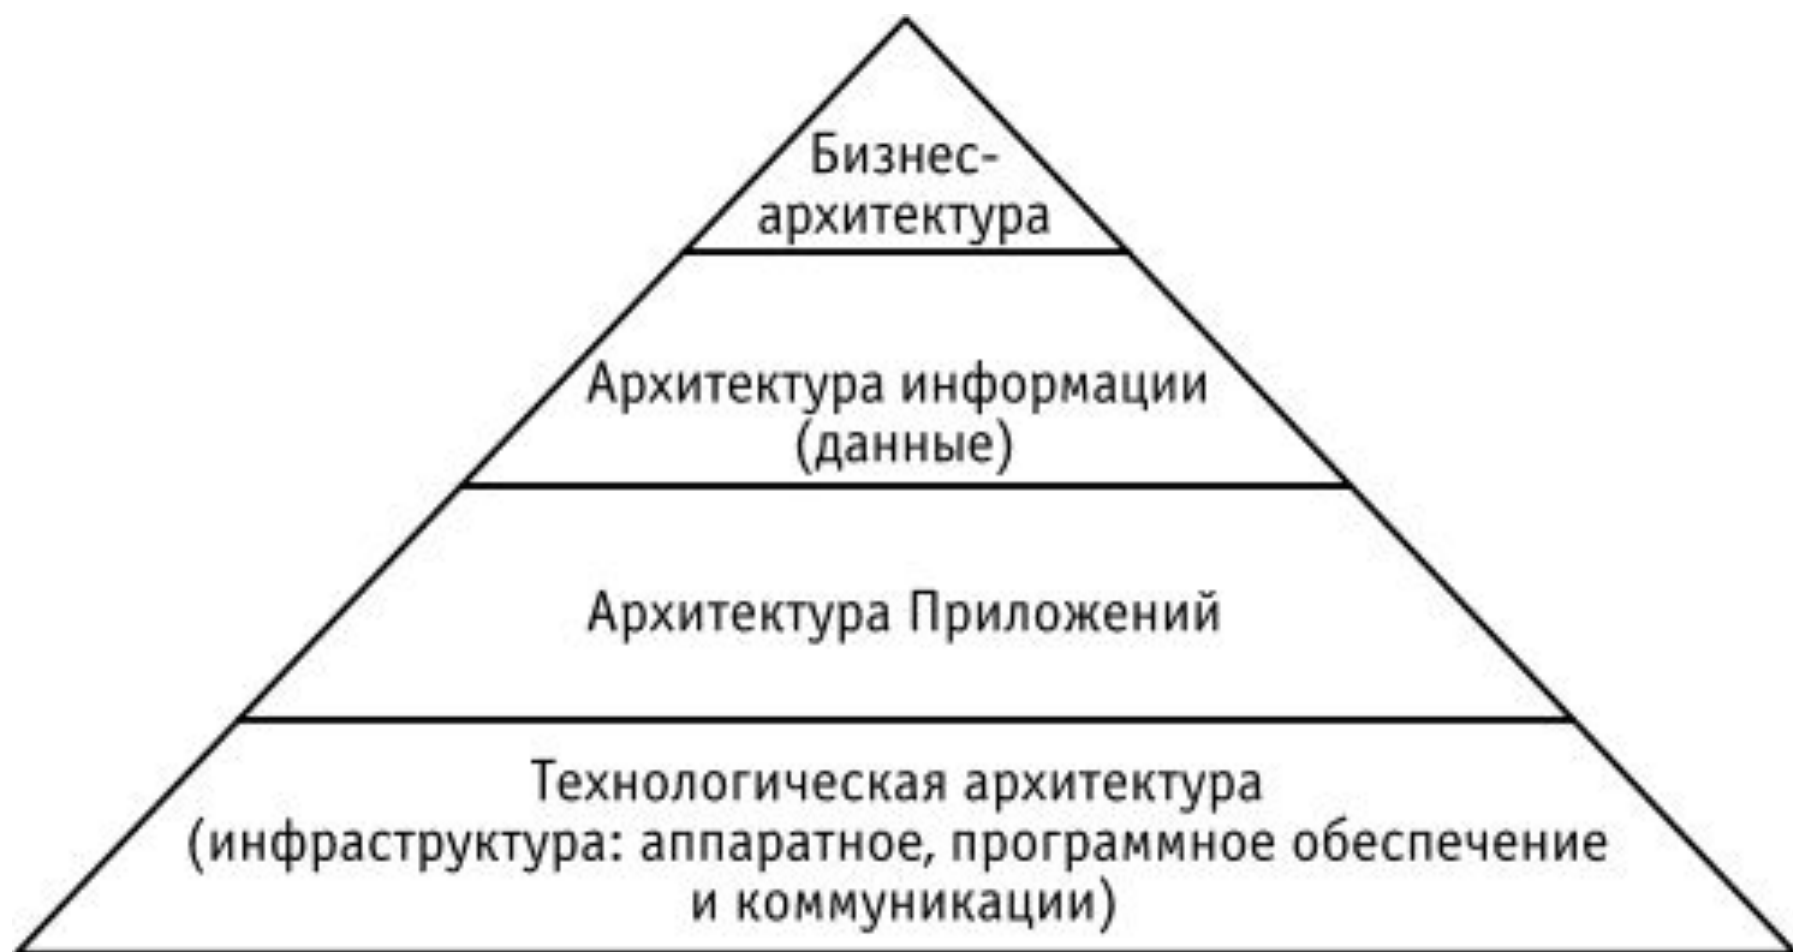 Бизнес-
архитектура
Архитектура информации
(данные)
Архитектура Приложений
Технологическая архитектура
(инфраструктура: аппаратное, программное обеспечение
и коммуникации)